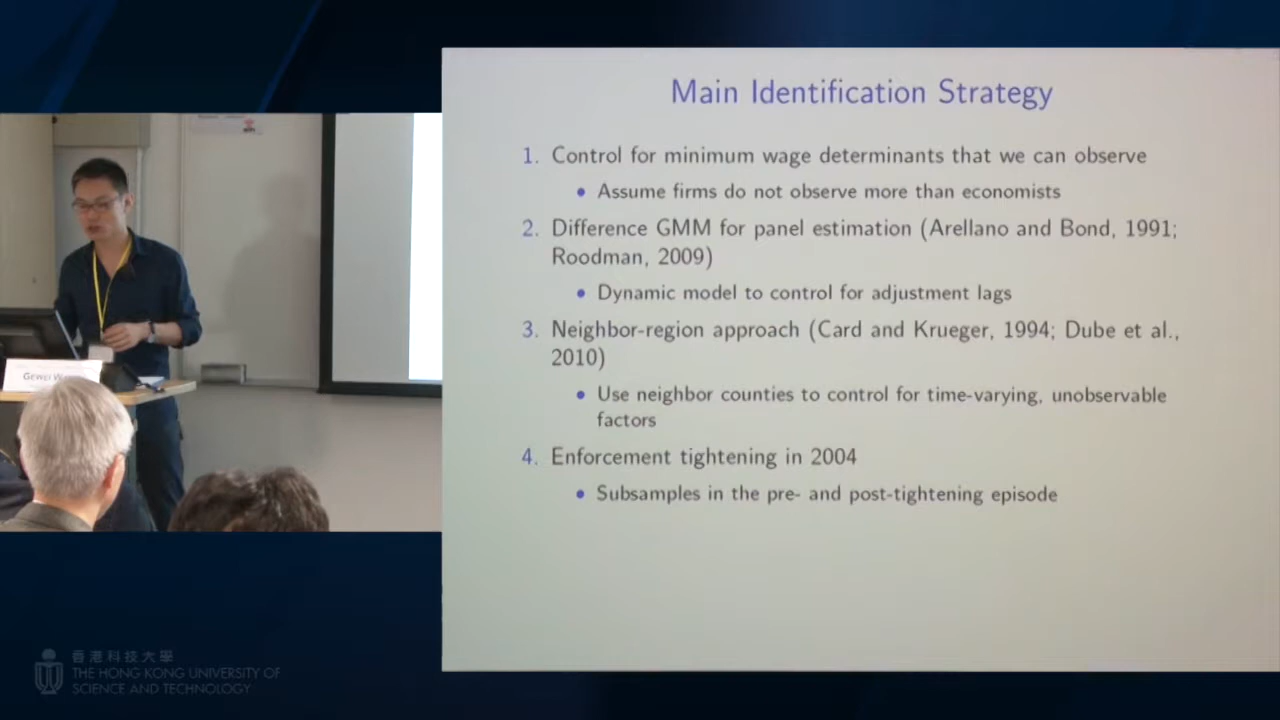 Main Identification Strategy
1. Control for minimum wage determinants that we can observe
• Assume firms do not observe more than economists
2. Difference GMM for panel estimation (Arellano and Bond, 1991;
Roodman, 2009)
• Dynamic model to control for adjustment lags
3. Neighbor-region approach (Card and Krueger, 1994; Dube et al.,
2010)
• Use neighbor counties to control for time-varying, unobservable
factors
4. Enforcement tightening in 2004
• Subsamples in the pre- and post-tightening episode
Gewei
香港科技大學
THE HONG KONG UNIVERSITY OF
SCIENCE AND TECHNOLOGY